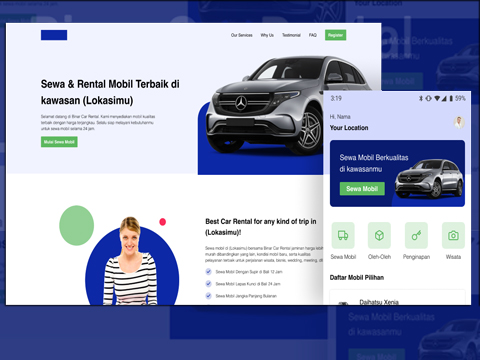 Our Services Why Us Testimonial FAQ Register
Sewa & Rental Mobil Terbaik di
kawasan (Lokasimu)
Selamat datang di Binar Car Rental. Kami menyediakan mobil kualitas
terbaik dengan harga terjangkau. Selalu siap melayani kebutuhanmu
untuk sewa mobil selama 24 jam.
Mulai Sewa Mobil
Best Car Rental for any kind of trip in
(Lokasimu)!
Sewa mobil di (Lokasimu) bersama Binar Car Rental jaminan harga lebih
murah dibandingkan yang lain, kondisi mobil baru, serta kualitas
pelayanan terbaik untuk perjalanan wisata, bisnis, wedding, meeting,
Sewa Mobil Dengan Supir di Bali 12 Jam
Sewa Mobil Lepas Kunci di Bali 24 Jam
Sewa Mobil Jangka Panjang Bulanan
3:19 59%
Hi, Nama
Your Location
Sewa Mobil Berkualitas
di kawasanmu
Sewa Mobil
Sewa Mobil Oleh-Oleh Penginapan Wisata
Daftar Mobil Pilihan
Daihatsu Xenia
Your Location
Sewa Mobil Berkualitas
di kawasanmu
Sewa Mobil
Sewa Mobil Berkualitas
di kawasanmu
Sewa Mobil